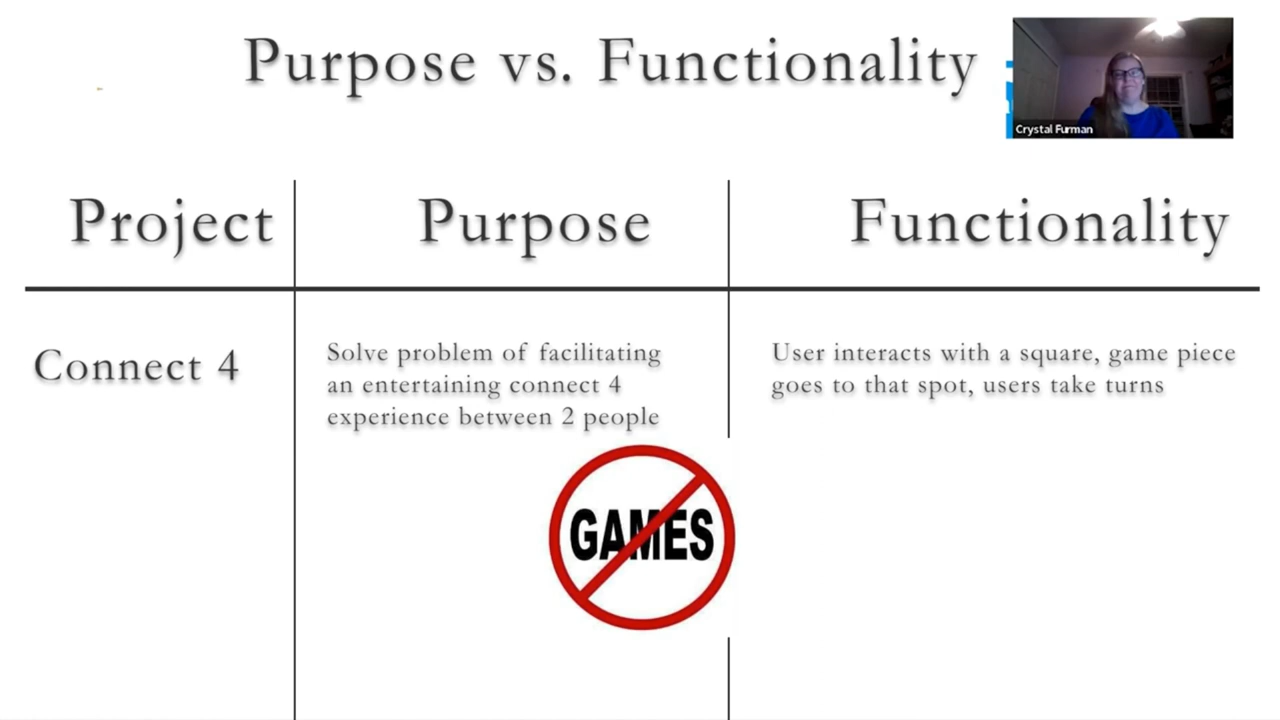 Purpose vs. Functionality
Crystal Furman
Project
Purpose
Functionality
Connect 4
Solve problem of facilitating
an entertaining connect 4
experience between 2 people
User interacts with a square, game piece
goes to that spot, users take turns
GAMES